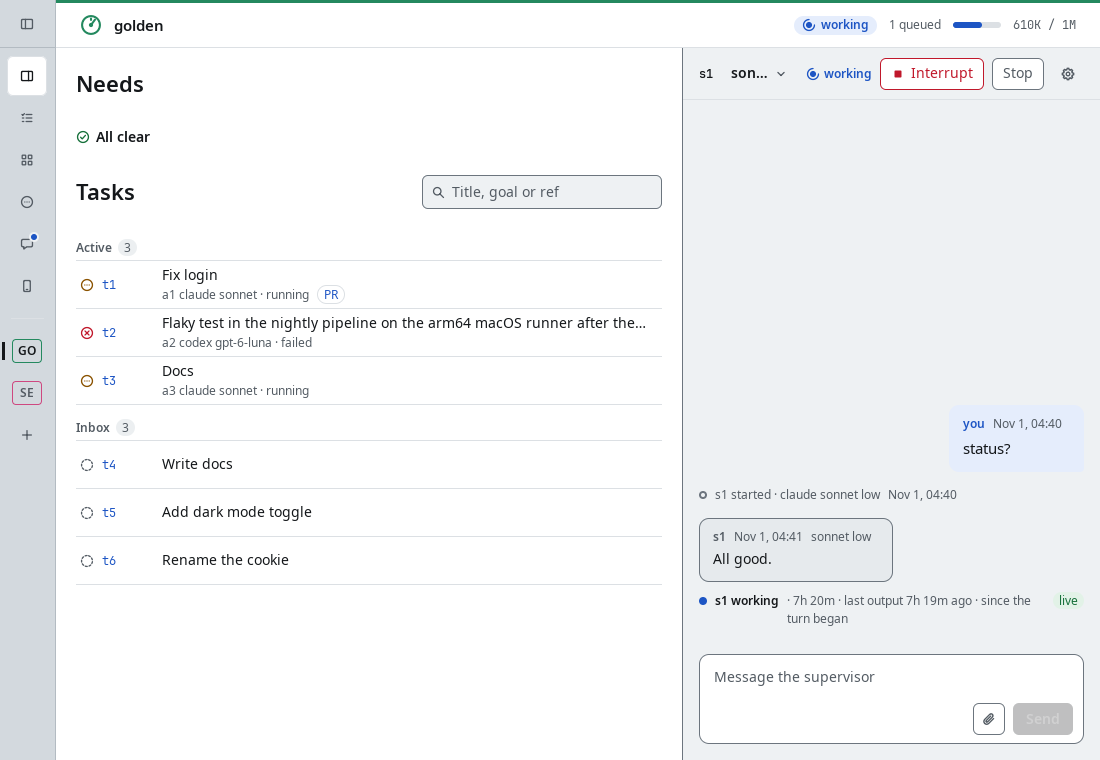 golden
working
1 queued
610K / 1M
s1
son...
working
Interrupt
Stop
Needs
All clear
Tasks
Title, goal or ref
Active 3
t1
Fix login
a1 claude sonnet · running PR
t2
Flaky test in the nightly pipeline on the arm64 macOS runner after the...
a2 codex gpt-6-luna · failed
t3
Docs
a3 claude sonnet · running
Inbox 3
t4 Write docs
t5 Add dark mode toggle
t6 Rename the cookie
GO
SE
you Nov 1, 04:40
status?
s1 started · claude sonnet low Nov 1, 04:40
s1 Nov 1, 04:41 sonnet low
All good.
s1 working · 7h 20m · last output 7h 19m ago · since the
turn began
live
Message the supervisor
Send